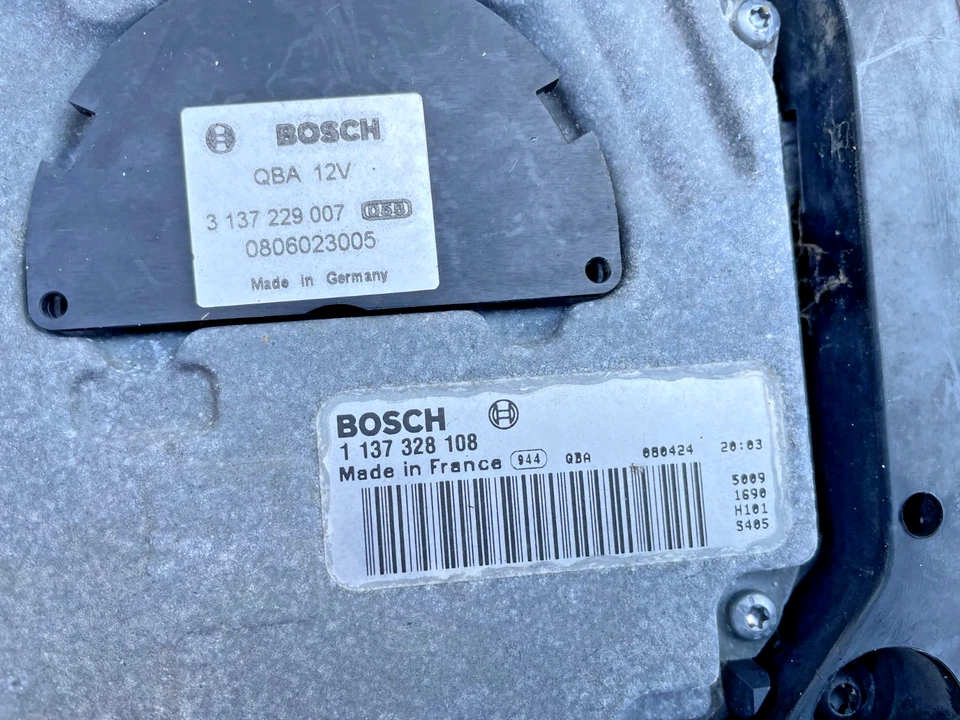 BOSCH
QBA 12V
3 137 229 007
0806023005
Made in Germany
BOSCH
1 137 328 108
Made in France 944 QBA 080424 20:03
5009
1690
H101
S405